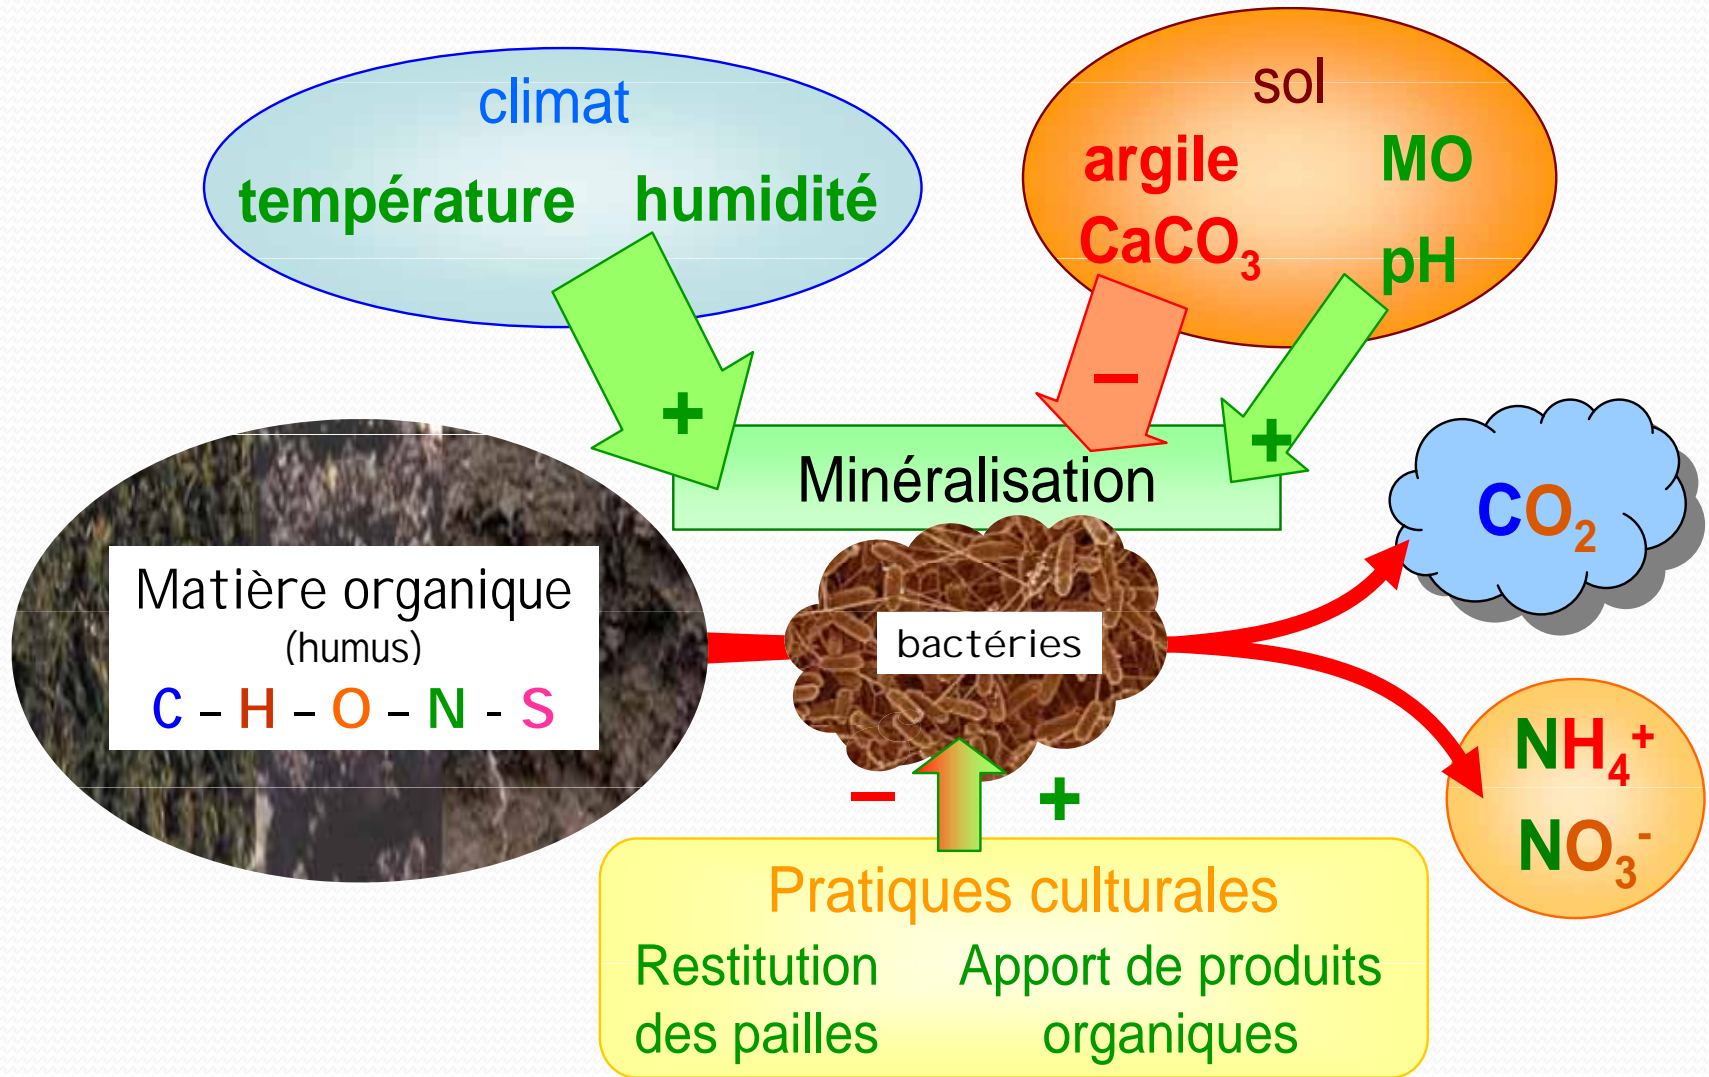 climat
température humidité
sol
argile MO
CaCO₃ pH
+
–
+
Minéralisation
Matière organique
(humus)
C – H – O – N - S
bactéries
CO₂
NH₄⁺
NO₃⁻
– +
Pratiques culturales
Restitution
des pailles
Apport de produits
organiques